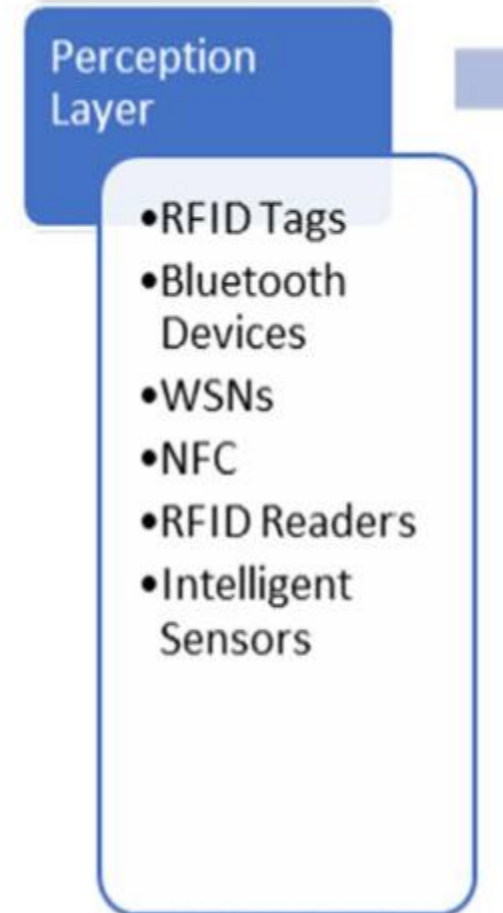 Perception
Layer
•RFID Tags
•Bluetooth
Devices
•WSNs
•NFC
•RFID Readers
•Intelligent
Sensors